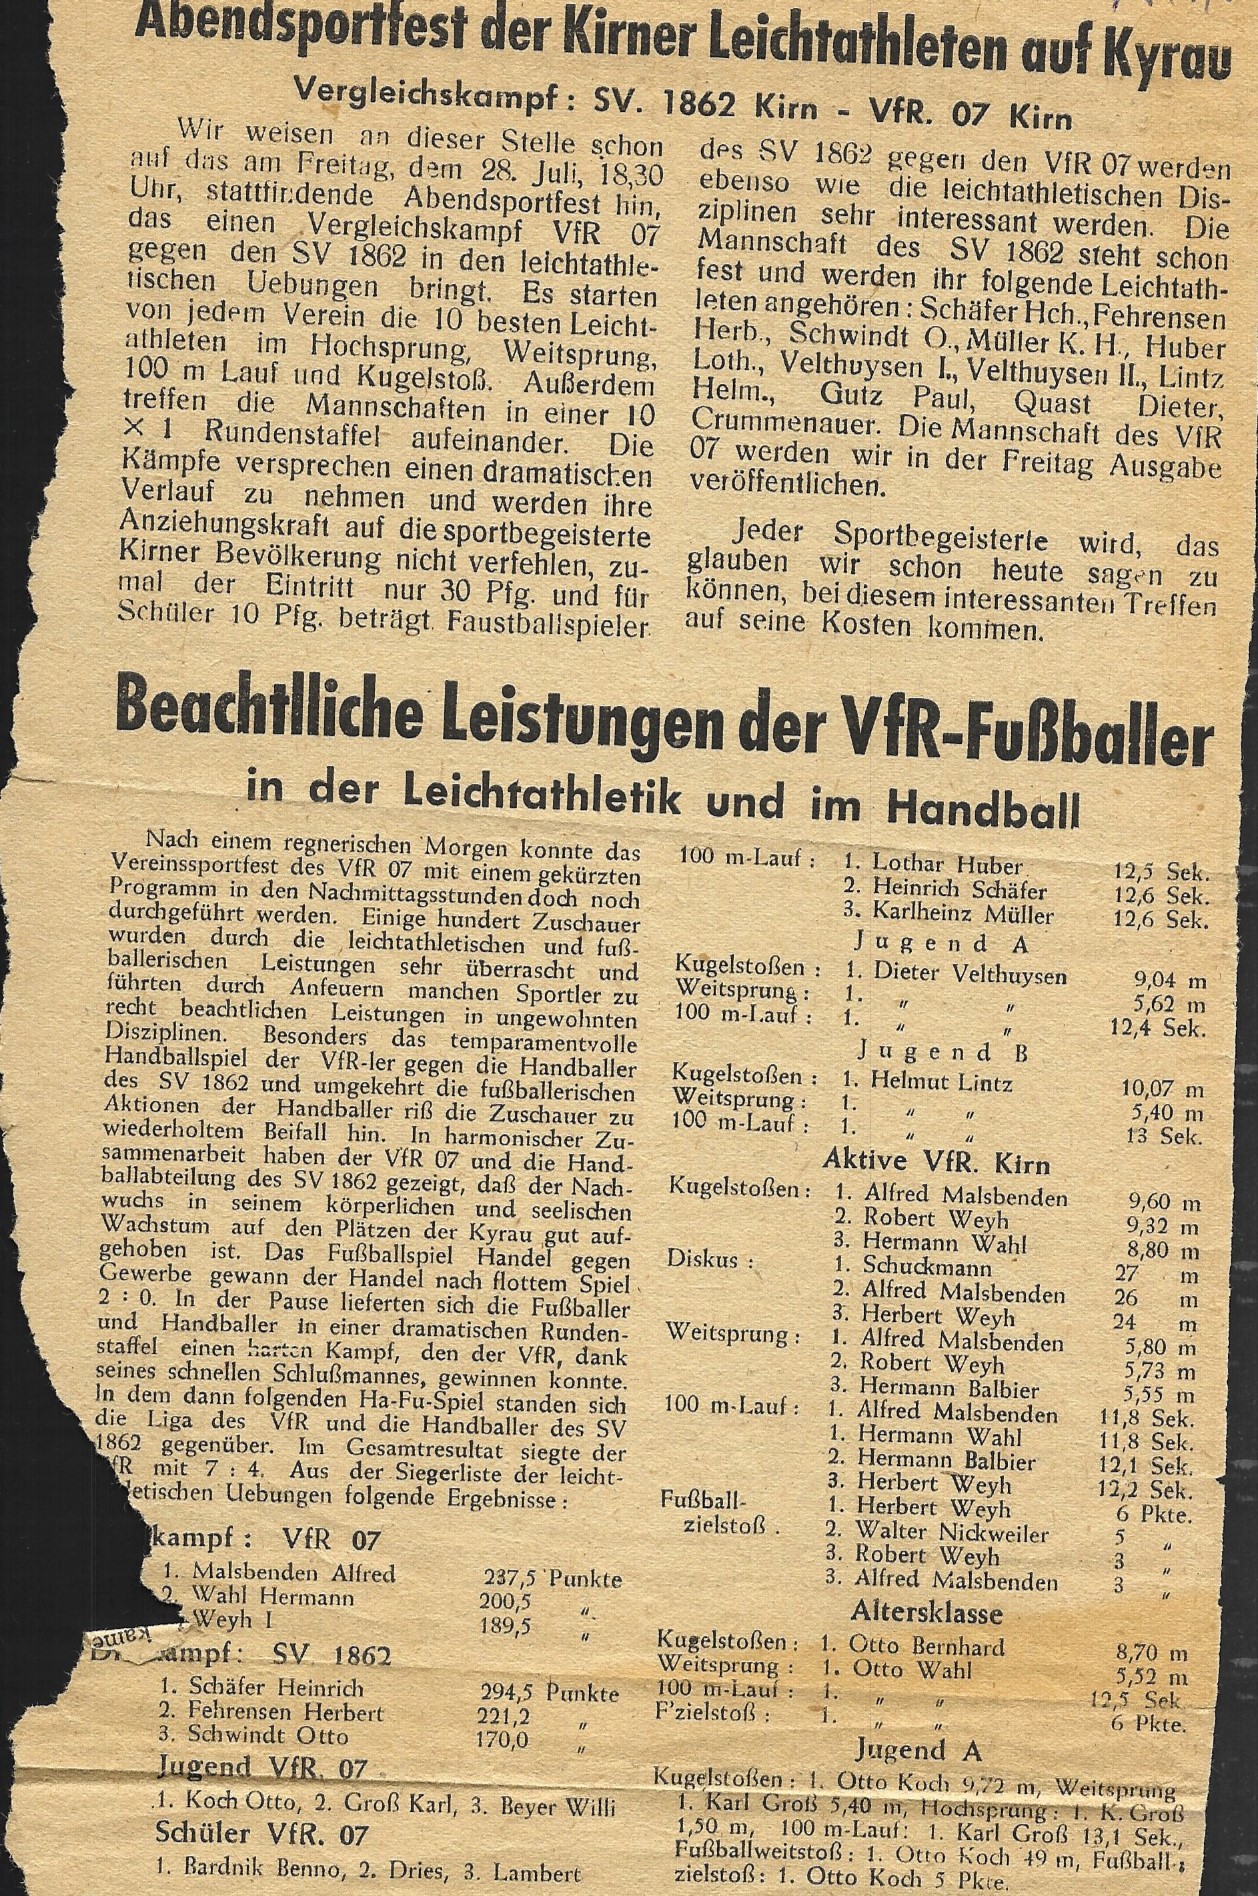 Abendsportfest der Kirner Leichtathleten auf Kyrau
Vergleichskampf: SV. 1862 Kirn - VfR. 07 Kirn
Wir weisen an dieser Stelle schon
auf das am Freitag, dem 28. Juli, 18,30
Uhr, stattfindende Abendsportfest hin,
das einen Vergleichskampf VfR 07
gegen den SV 1862 in den leichtathle-
tischen Uebungen bringt. Es starten
von jedem Verein die 10 besten Leicht-
athleten im Hochsprung, Weitsprung,
100 m Lauf und Kugelstoß. Außerdem
treffen die Mannschaften in einer 10
× 1 Rundenstaffel aufeinander. Die
Kämpfe versprechen einen dramatischen
Verlauf zu nehmen und werden ihre
Anziehungskraft auf die sportbegeisterte
Kirner Bevölkerung nicht verfehlen, zu-
mal der Eintritt nur 30 Pfg. und für
Schüler 10 Pfg. beträgt. Faustballspieler
des SV 1862 gegen den VfR 07 werden
ebenso wie die leichtathletischen Dis-
ziplinen sehr interessant werden. Die
Mannschaft des SV 1862 steht schon
fest und werden ihr folgende Leichtath-
leten angehören: Schäfer Hch., Fehrensen
Herb., Schwindt O., Müller K. H., Huber
Loth., Velthuysen I., Velthuysen II., Lintz
Helm., Gutz Paul, Quast Dieter,
Crummenauer. Die Mannschaft des VfR
07 werden wir in der Freitag Ausgabe
veröffentlichen.
Jeder Sportbegeisterte wird, das
glauben wir schon heute sagen zu
können, bei diesem interessanten Treffen
auf seine Kosten kommen.
Beachtlliche Leistungen der VfR-Fußballer
in der Leichtathletik und im Handball
Nach einem regnerischen Morgen konnte das
Vereinssportfest des VfR 07 mit einem gekürzten
Programm in den Nachmittagsstunden doch noch
durchgeführt werden. Einige hundert Zuschauer
wurden durch die leichtathletischen und fuß-
ballerischen Leistungen sehr überrascht und
führten durch Anfeuern manchen Sportler zu
recht beachtlichen Leistungen in ungewohnten
Disziplinen. Besonders das temparamentvolle
Handballspiel der VfR-ler gegen die Handballer
des SV 1862 und umgekehrt die fußballerischen
Aktionen der Handballer riß die Zuschauer zu
wiederholtem Beifall hin. In harmonischer Zu-
sammenarbeit haben der VfR 07 und die Hand-
ballabteilung des SV 1862 gezeigt, daß der Nach-
wuchs in seinem körperlichen und seelischen
Wachstum auf den Plätzen der Kyrau gut auf-
gehoben ist. Das Fußballspiel Handel gegen
Gewerbe gewann der Handel nach flottem Spiel
2 : 0. In der Pause lieferten sich die Fußballer
und Handballer in einer dramatischen Runden-
staffel einen harten Kampf, den der VfR, dank
seines schnellen Schlußmannes, gewinnen konnte.
In dem dann folgenden Ha-Fu-Spiel standen sich
die Liga des VfR und die Handballer des SV
1862 gegenüber. Im Gesamtresultat siegte der
fR mit 7 : 4. Aus der Siegerliste der leicht-
letischen Uebungen folgende Ergebnisse:
kampf: VfR 07
1. Malsbenden Alfred 237,5 Punkte
2. Wahl Hermann 200,5 "
Weyh I 189,5 "
kame
ampf: SV. 1862
1. Schäfer Heinrich 294,5 Punkte
2. Fehrensen Herbert 221,2 "
3. Schwindt Otto 170,0 "
Jugend VfR. 07
1. Koch Otto, 2. Groß Karl, 3. Beyer Willi
Schüler VfR. 07
1. Bardnik Benno, 2. Dries, 3. Lambert
100 m-Lauf: 1. Lothar Huber 12,5 Sek.
2. Heinrich Schäfer 12,6 Sek.
3. Karlheinz Müller 12,6 Sek.
Jugend A
Kugelstoßen: 1. Dieter Velthuysen 9,04 m
Weitsprung: 1. " " 5,62 m
100 m-Lauf: 1. " " 12,4 Sek.
Jugend B
Kugelstoßen: 1. Helmut Lintz 10,07 m
Weitsprung: 1. " " 5,40 m
100 m-Lauf: 1. " " 13 Sek.
Aktive VfR. Kirn
Kugelstoßen: 1. Alfred Malsbenden 9,60 m
2. Robert Weyh 9,32 m
3. Hermann Wahl 8,80 m
Diskus: 1. Schuckmann 27 m
2. Alfred Malsbenden 26 m
3. Herbert Weyh 24 m
Weitsprung: 1. Alfred Malsbenden 5,80 m
2. Robert Weyh 5,73 m
3. Hermann Balbier 5,55 m
100 m-Lauf: 1. Alfred Malsbenden 11,8 Sek.
1. Hermann Wahl 11,8 Sek.
2. Hermann Balbier 12,1 Sek.
3. Herbert Weyh 12,2 Sek.
Fußball- 1. Herbert Weyh 6 Pkte.
zielstoß. 2. Walter Nickweiler 5 "
3. Robert Weyh 3 "
3. Alfred Malsbenden 3 "
Altersklasse
Kugelstoßen: 1. Otto Bernhard 8,70 m
Weitsprung: 1. Otto Wahl 5,52 m
100 m-Lauf: 1. " " 12,5 Sek
F'zielstoß: 1. " " 6 Pkte.
Jugend A
Kugelstoßen: 1. Otto Koch 9,72 m, Weitsprung
1. Karl Groß 5,40 m, Hochsprung: 1. K. Groß
1,50 m, 100 m-Lauf: 1. Karl Groß 13,1 Sek.,
Fußballweitstoß: 1. Otto Koch 49 m, Fußball-
zielstoß: 1. Otto Koch 5 Pkte.